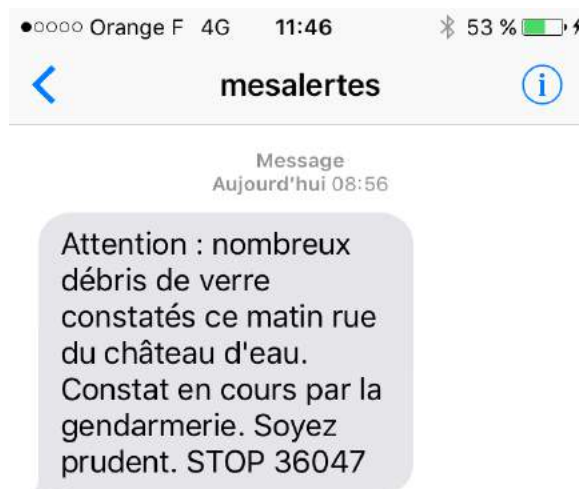 Orange F 4G 11:46 53 %
mesalertes
Message
Aujourd'hui 08:56
Attention : nombreux
débris de verre
constatés ce matin rue
du château d'eau.
Constat en cours par la
gendarmerie. Soyez
prudent. STOP 36047